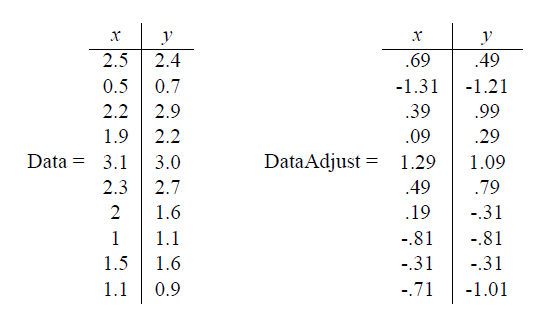 x y x y
2.5 2.4 .69 .49
0.5 0.7 -1.31 -1.21
2.2 2.9 .39 .99
1.9 2.2 .09 .29
Data = 3.1 3.0 DataAdjust = 1.29 1.09
2.3 2.7 .49 .79
2 1.6 .19 -.31
1 1.1 -.81 -.81
1.5 1.6 -.31 -.31
1.1 0.9 -.71 -1.01